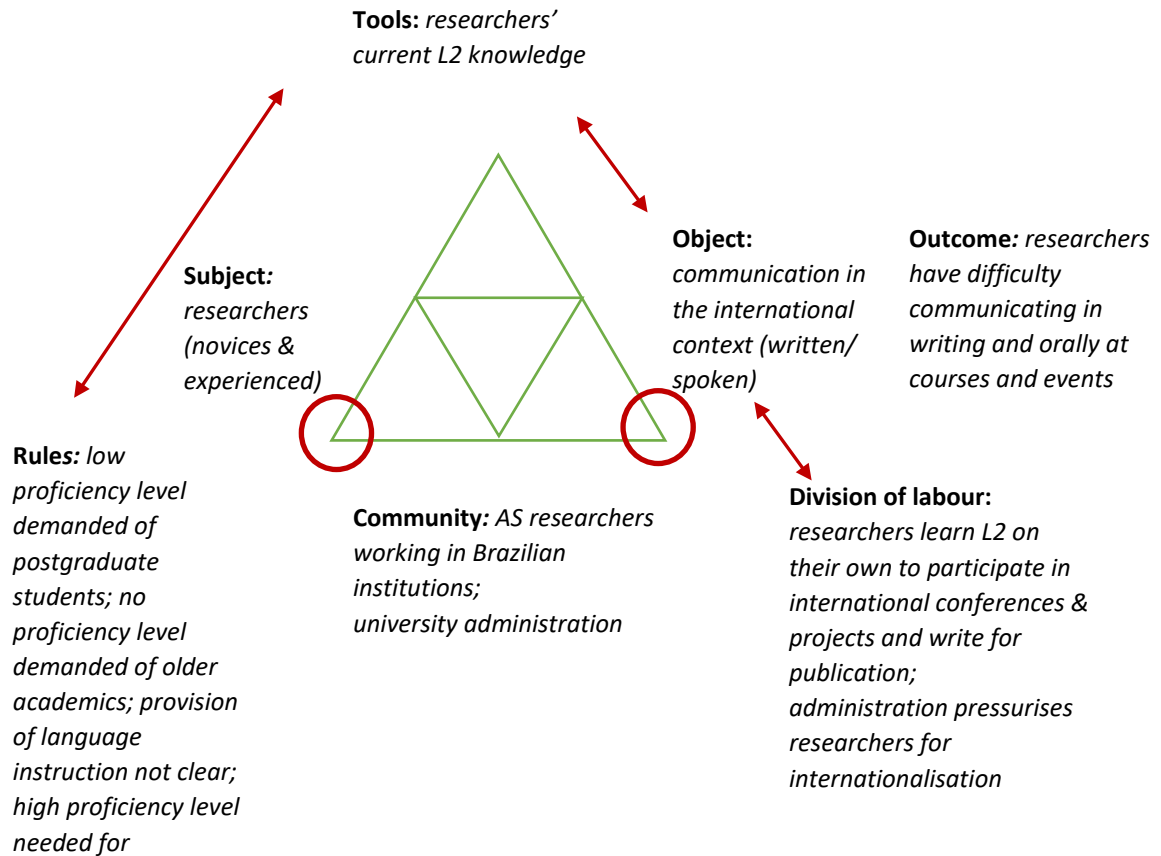 Tools: researchers’
current L2 knowledge
Subject:
researchers
(novices &
experienced)
Object:
communication in
the international
context (written/
spoken)
Outcome: researchers
have difficulty
communicating in
writing and orally at
courses and events
Rules: low
proficiency level
demanded of
postgraduate
students; no
proficiency level
demanded of older
academics; provision
of language
instruction not clear;
high proficiency level
needed for
Community: AS researchers
working in Brazilian
institutions;
university administration
Division of labour:
researchers learn L2 on
their own to participate in
international conferences &
projects and write for
publication;
administration pressurises
researchers for
internationalisation